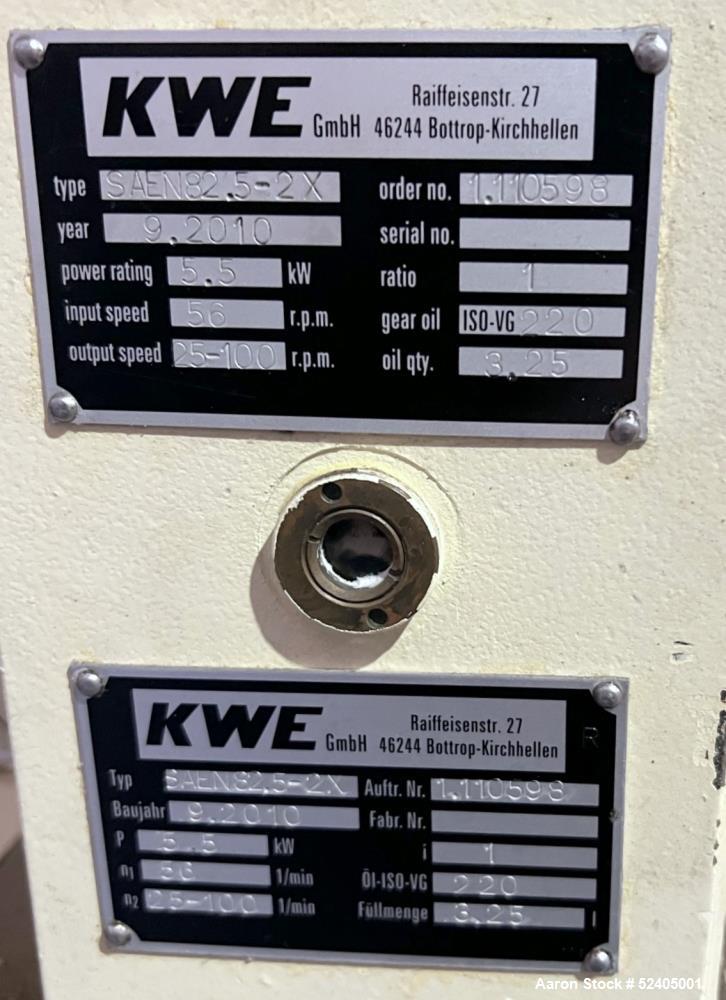 KWE GmbH
Raiffeisenstr. 27
46244 Bottrop-Kirchhellen
type SAEN82.5-2X order no. 1.110598
year 9.2010 serial no.
power rating 5.5 kW ratio 1
input speed 56 r.p.m. gear oil ISO-VG 220
output speed 25-100 r.p.m. oil qty. 3,25
KWE GmbH
Raiffeisenstr. 27
46244 Bottrop-Kirchhellen
R
Typ SAEN82,5-2X Auftr. Nr. 1.110598
Baujahr 9.2010 Fabr. Nr.
P 5.5 kW i 1
n1 56 1/min Öl-ISO-VG 220
n2 25-100 1/min Füllmenge 3,25 l
Aaron Stock # 52405001